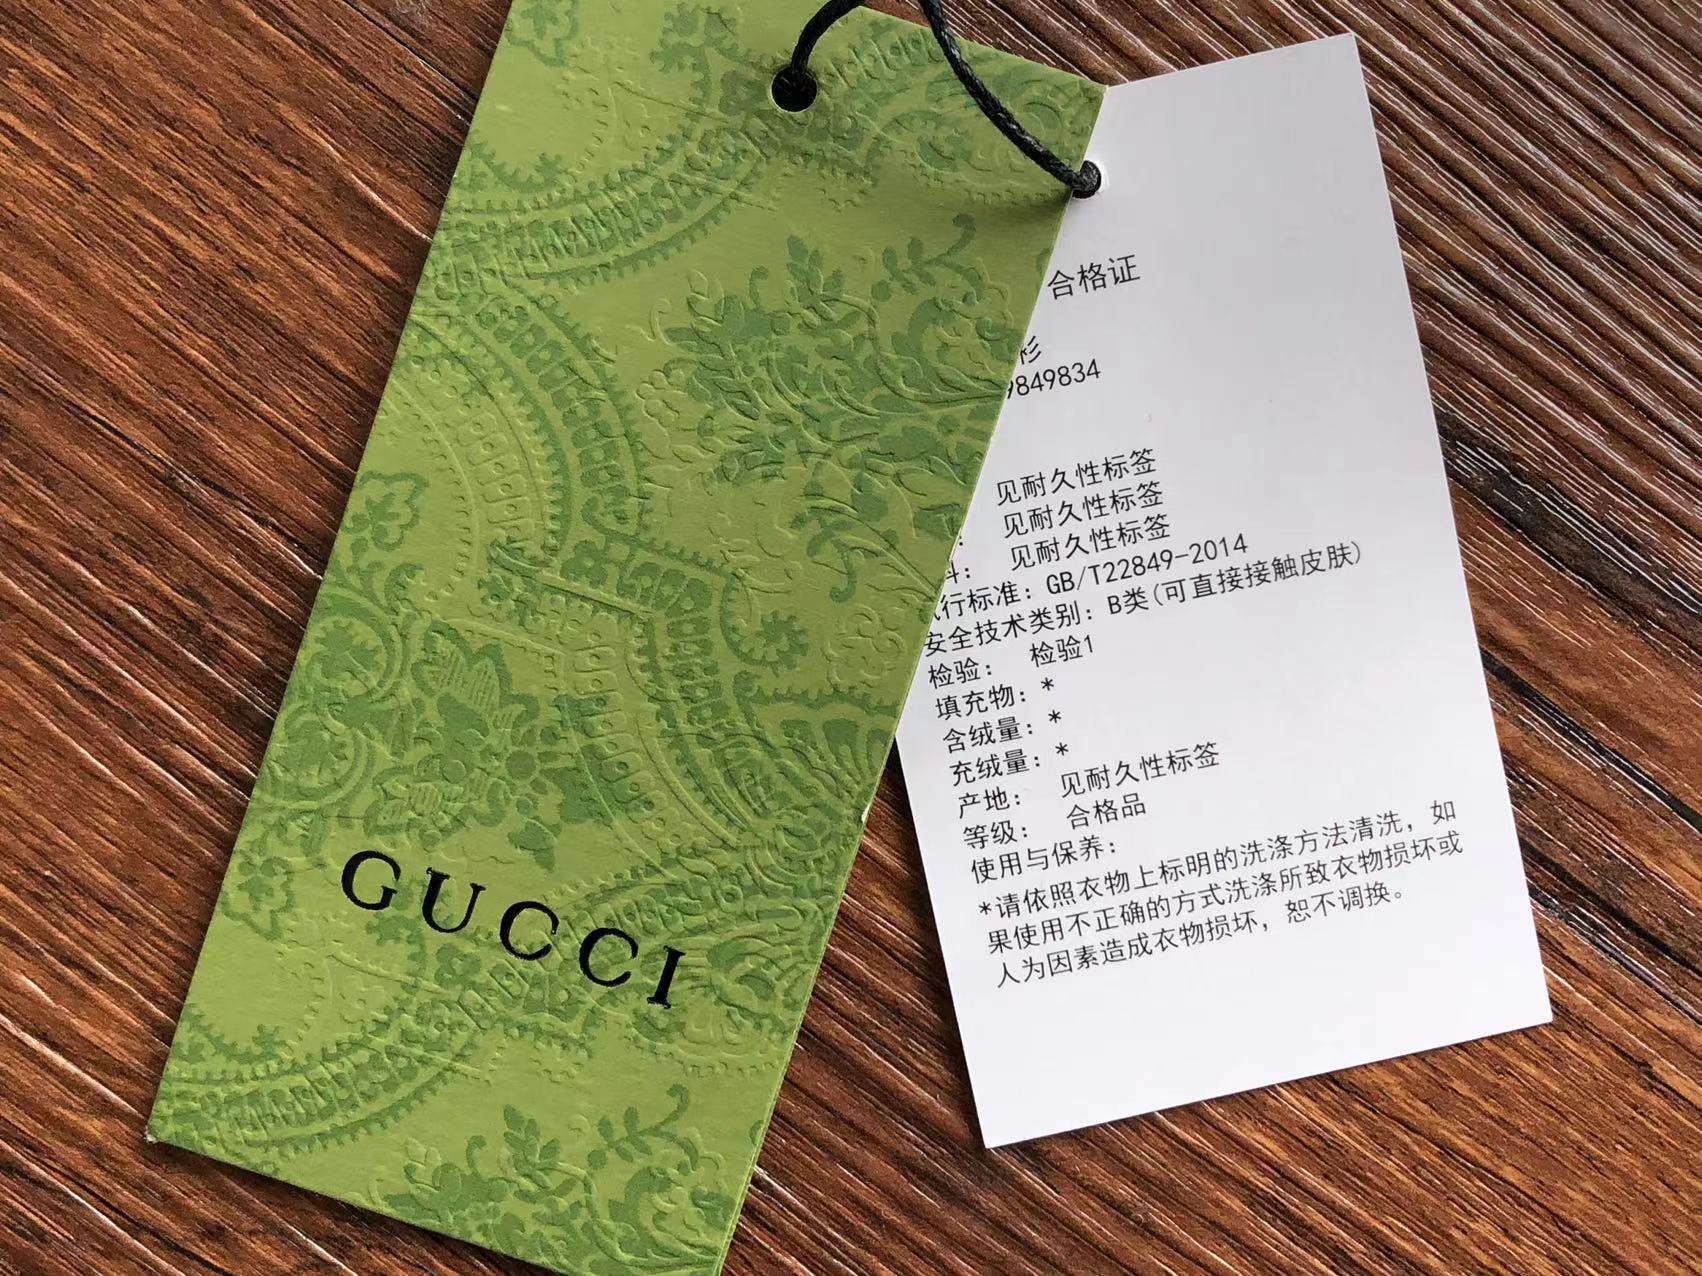 GUCCI
合格证
衫
9849834
见耐久性标签
见耐久性标签
： 见耐久性标签
料：
执行标准：GB/T22849-2014
安全技术类别：B类(可直接接触皮肤)
检验： 检验1
填充物：*
含绒量：*
充绒量：*
产地： 见耐久性标签
等级： 合格品
使用与保养：
*请依照衣物上标明的洗涤方法清洗，如
果使用不正确的方式洗涤所致衣物损坏或
人为因素造成衣物损坏，恕不调换。